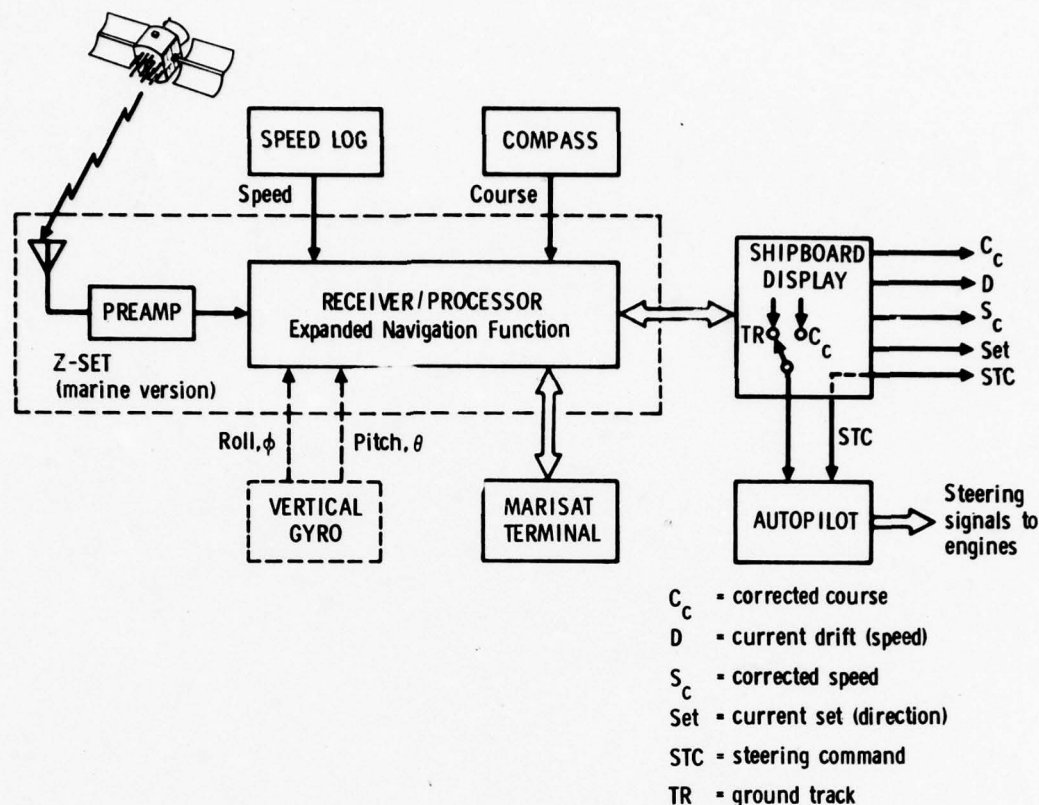 SPEED LOG
COMPASS
Speed
Course
PREAMP
Z-SET
(marine version)
RECEIVER/PROCESSOR
Expanded Navigation Function
SHIPBOARD
DISPLAY
TR
C_c
C_c
D
S_c
Set
STC
Roll,ϕ
Pitch,θ
STC
VERTICAL
GYRO
MARISAT
TERMINAL
AUTOPILOT
Steering
signals to
engines
C_c = corrected course
D = current drift (speed)
S_c = corrected speed
Set = current set (direction)
STC = steering command
TR = ground track